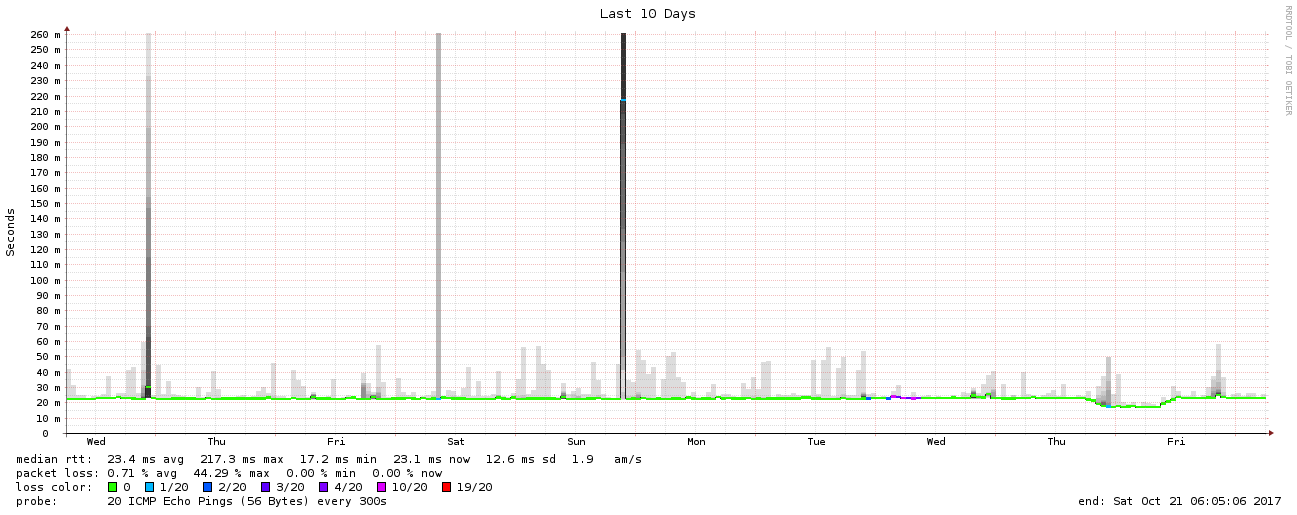 Last 10 Days
RRDTOOL / TOBI OETIKER
260 m
250 m
240 m
230 m
220 m
210 m
200 m
190 m
180 m
170 m
160 m
150 m
140 m
130 m
120 m
110 m
100 m
90 m
80 m
70 m
60 m
50 m
40 m
30 m
20 m
10 m
0
Seconds
Wed Thu Fri Sat Sun Mon Tue Wed Thu Fri
median rtt: 23.4 ms avg 217.3 ms max 17.2 ms min 23.1 ms now 12.6 ms sd 1.9 am/s
packet loss: 0.71 % avg 44.29 % max 0.00 % min 0.00 % now
loss color: 0 1/20 2/20 3/20 4/20 10/20 19/20
probe: 20 ICMP Echo Pings (56 Bytes) every 300s end: Sat Oct 21 06:05:06 2017